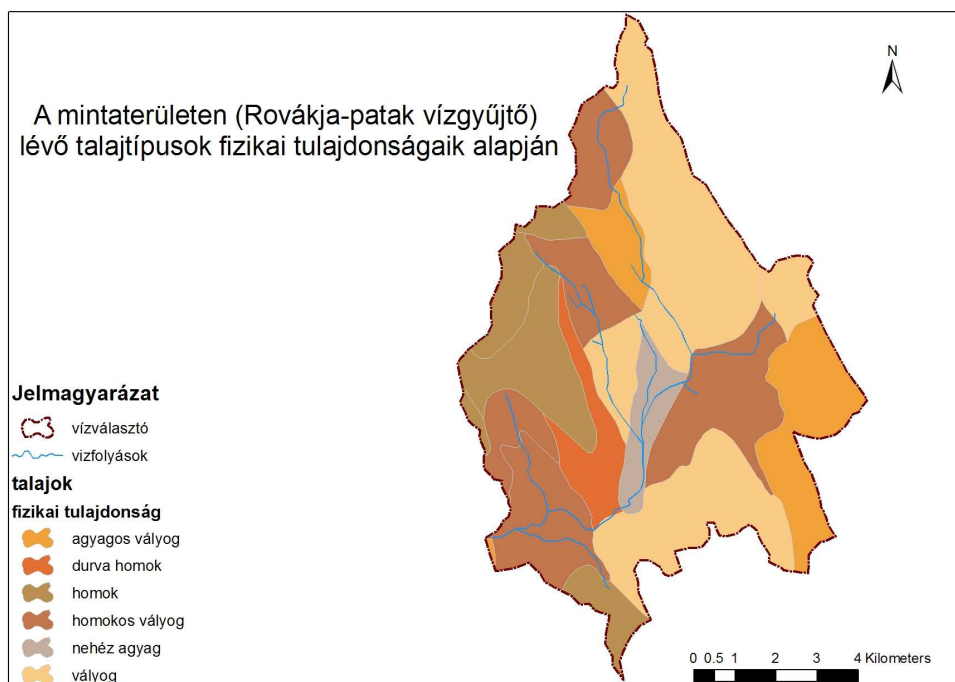 A mintaterületen (Rovákja-patak vízgyűjtő)
lévő talajtípusok fizikai tulajdonságaik alapján
N
Jelmagyarázat
vízválasztó
vizfolyások
talajok
fizikai tulajdonság
agyagos vályog
durva homok
homok
homokos vályog
nehéz agyag
vályog
0 0.5 1 2 3 4 Kilometers